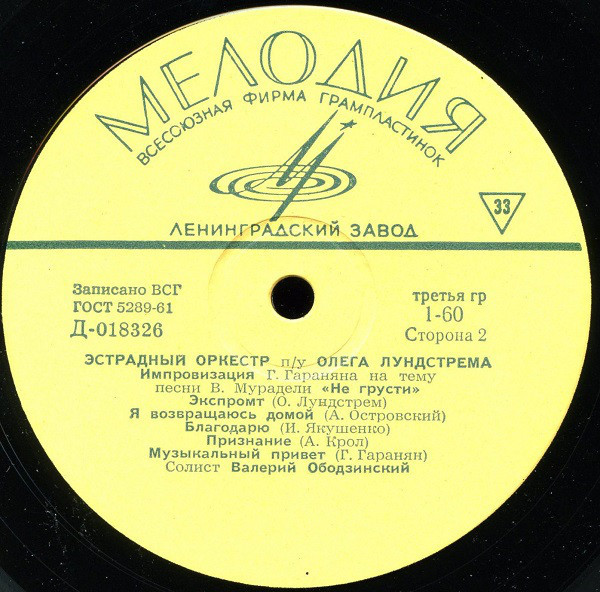 МЕЛОДИЯ
ВСЕСОЮЗНАЯ ФИРМА ГРАМПЛАСТИНОК
33
ЛЕНИНГРАДСКИЙ ЗАВОД
Записано ВСГ
ГОСТ 5289-61
Д-018326
третья гр
1-60
Сторона 2
ЭСТРАДНЫЙ ОРКЕСТР п/у ОЛЕГА ЛУНДСТРЕМА
Импровизация Г. Гараняна на тему
песни В. Мурадели «Не грусти»
Экспромт (О. Лундстрем)
Я возвращаюсь домой (А. Островский)
Благодарю (И. Якушенко)
Признание (А. Крол)
Музыкальный привет (Г. Гаранян)
Солист Валерий Ободзинский